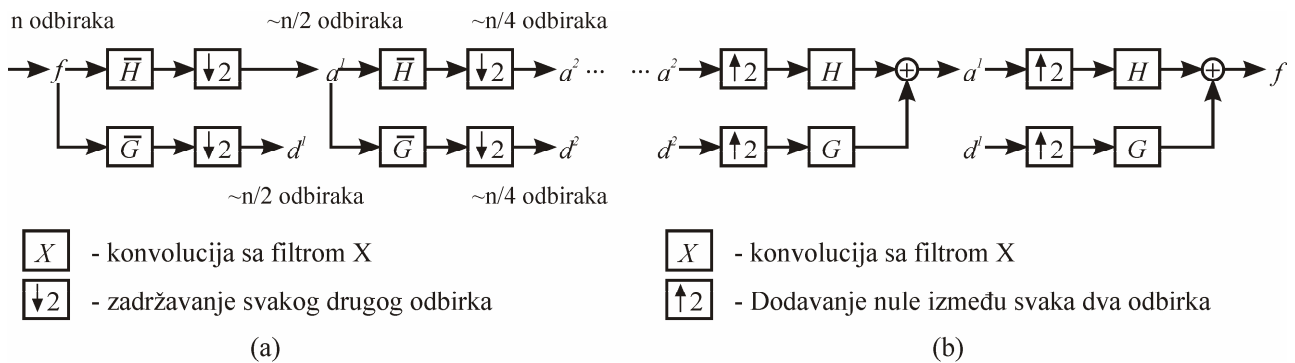 n odbiraka ~n/2 odbiraka ~n/4 odbiraka
f H̅ ↓2 a¹ H̅ ↓2 a² ··· ··· a² ↑2 H + a¹ ↑2 H + f
G̅ ↓2 d¹ G̅ ↓2 d² d² ↑2 G d¹ ↑2 G
~n/2 odbiraka ~n/4 odbiraka
X - konvolucija sa filtrom X X - konvolucija sa filtrom X
↓2 - zadržavanje svakog drugog odbirka ↑2 - Dodavanje nule između svaka dva odbirka
(a) (b)